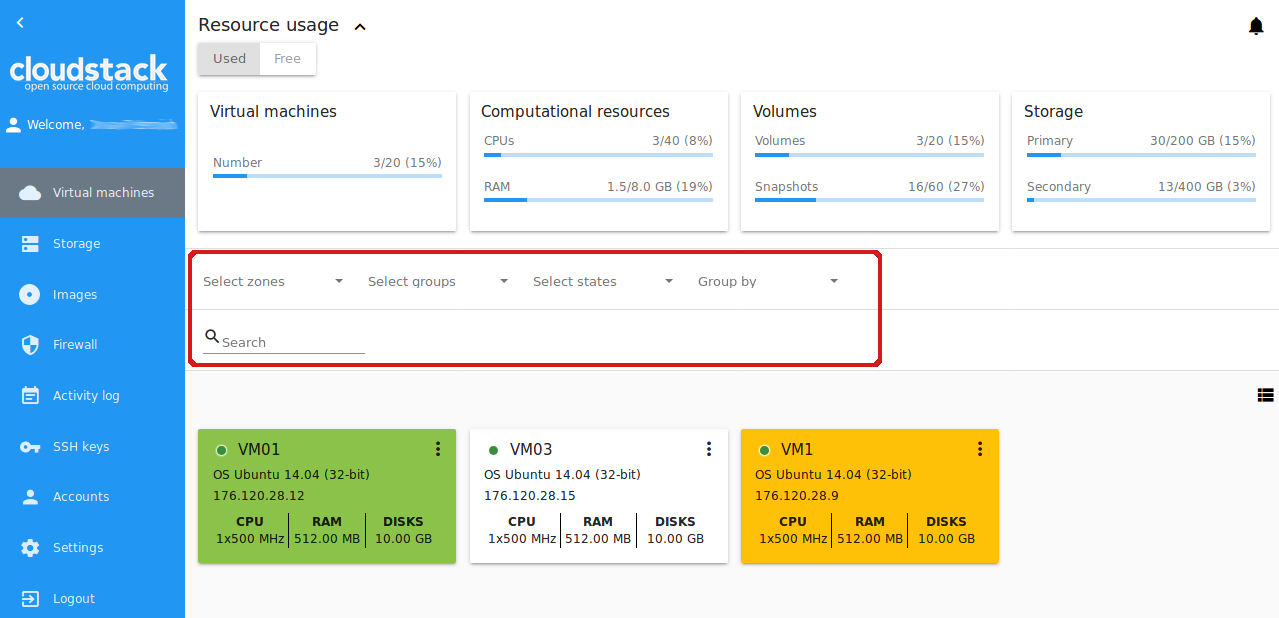 cloudstack
open source cloud computing
Welcome,
Virtual machines
Storage
Images
Firewall
Activity log
SSH keys
Accounts
Settings
Logout
Resource usage
Used Free
Virtual machines
Number 3/20 (15%)
Computational resources
CPUs 3/40 (8%)
RAM 1.5/8.0 GB (19%)
Volumes
Volumes 3/20 (15%)
Snapshots 16/60 (27%)
Storage
Primary 30/200 GB (15%)
Secondary 13/400 GB (3%)
Select zones Select groups Select states Group by
Search
VM01
OS Ubuntu 14.04 (32-bit)
176.120.28.12
CPU RAM DISKS
1x500 MHz 512.00 MB 10.00 GB
VM03
OS Ubuntu 14.04 (32-bit)
176.120.28.15
CPU RAM DISKS
1x500 MHz 512.00 MB 10.00 GB
VM1
OS Ubuntu 14.04 (32-bit)
176.120.28.9
CPU RAM DISKS
1x500 MHz 512.00 MB 10.00 GB